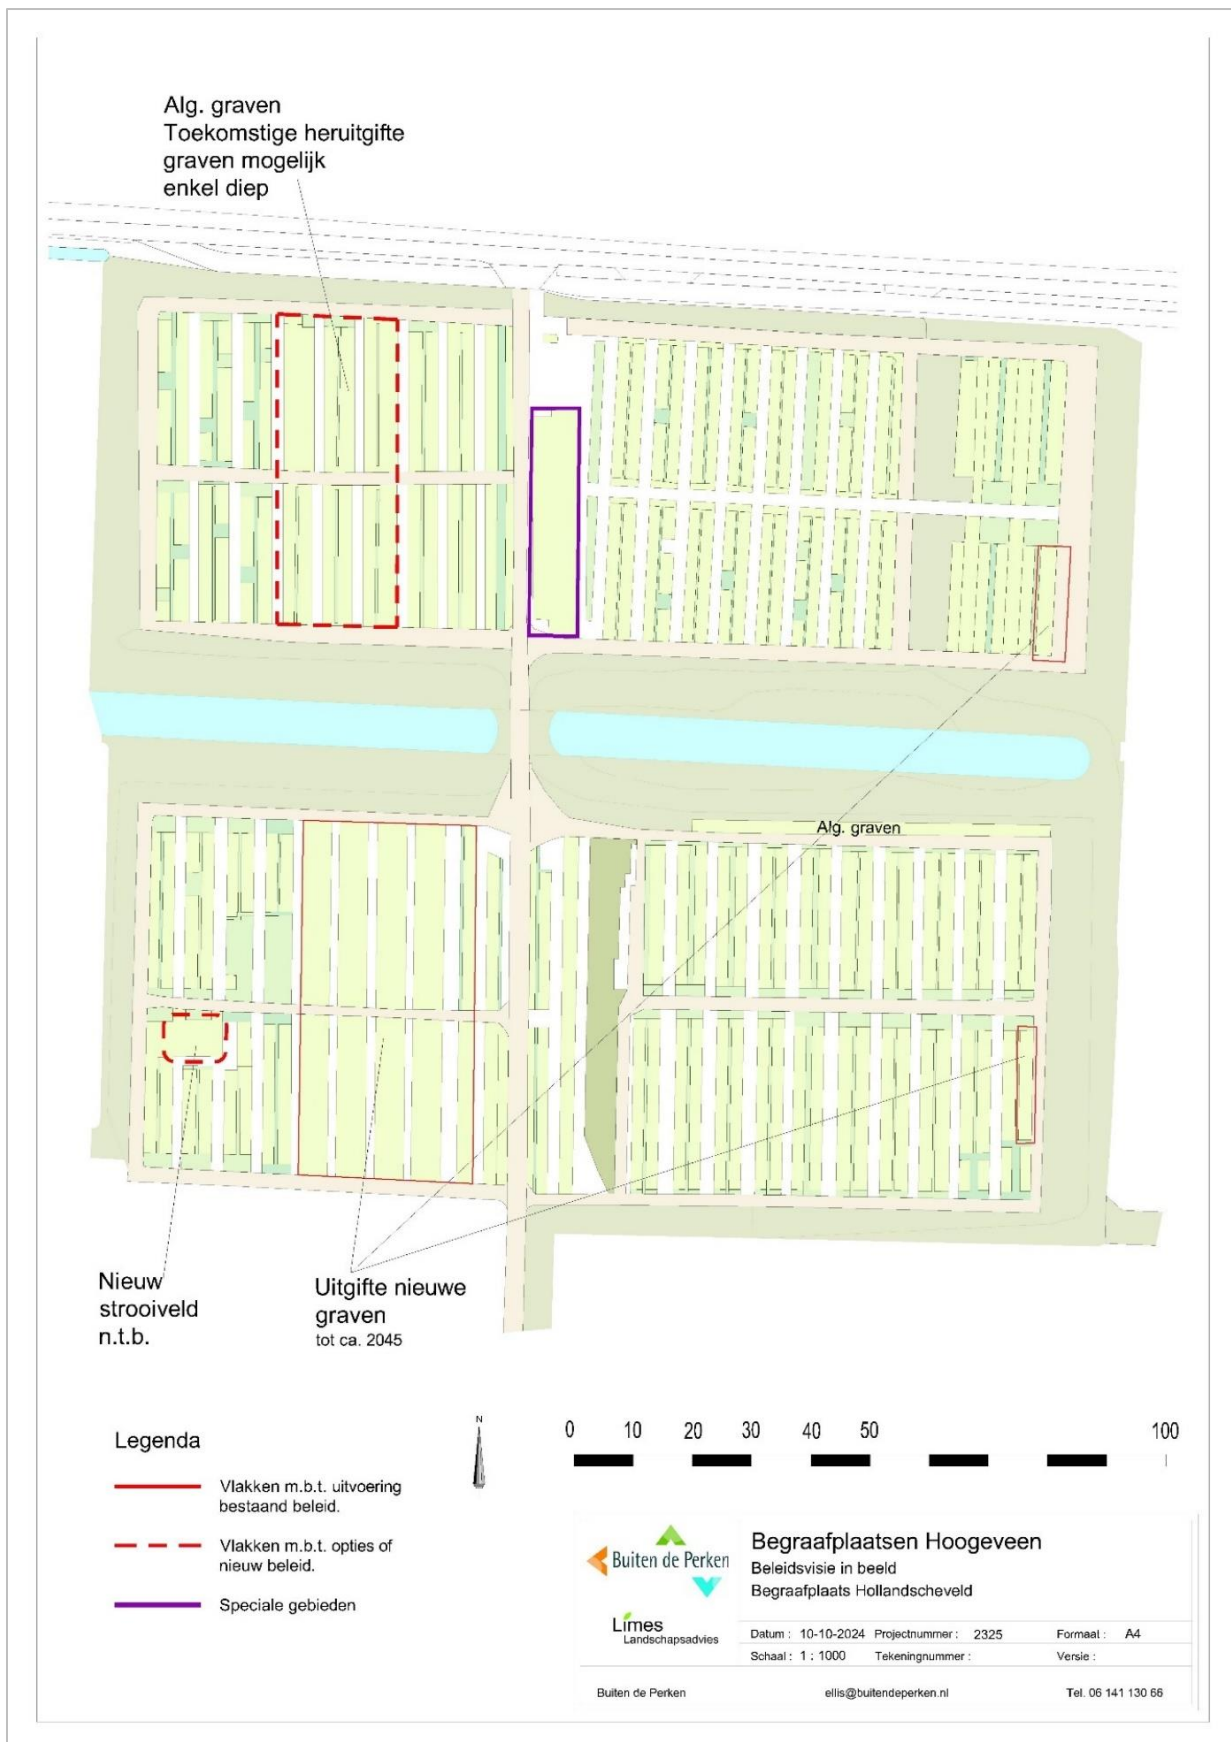 Alg. graven
Toekomstige heruitgifte
graven mogelijk
enkel diep
Alg. graven
Nieuw
strooiveld
n.t.b.
Uitgifte nieuwe
graven
tot ca. 2045
Legenda
Vlakken m.b.t. uitvoering
bestaand beleid.
Vlakken m.b.t. opties of
nieuw beleid.
Speciale gebieden
N
0 10 20 30 40 50 100
Buiten de Perken
Limes
Landschapsadvies
Begraafplaatsen Hoogeveen
Beleidsvisie in beeld
Begraafplaats Hollandscheveld
Datum : 10-10-2024 Projectnummer : 2325 Formaat : A4
Schaal : 1 : 1000 Tekeningnummer : Versie :
Buiten de Perken ellis@buitendeperken.nl Tel. 06 141 130 66